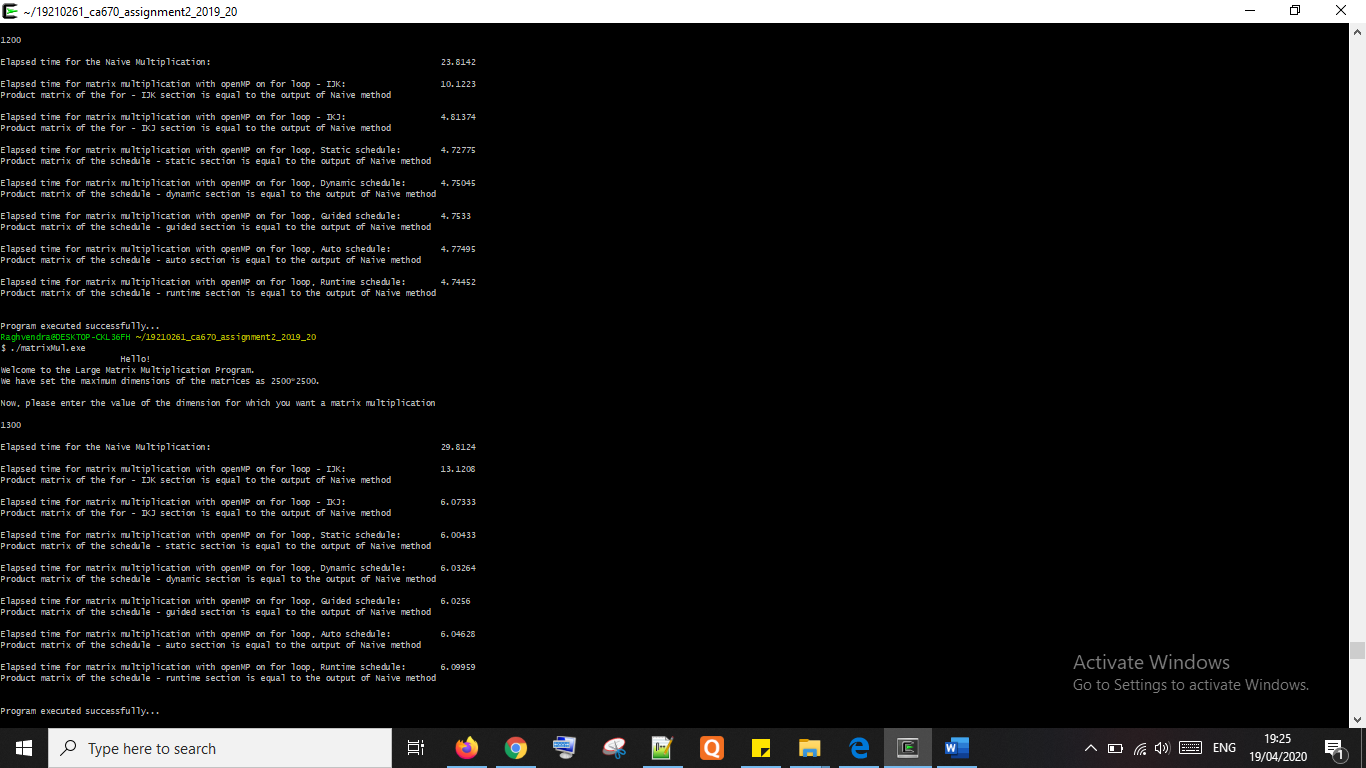 ~/19210261_ca670_assignment2_2019_20
1200
Elapsed time for the Naive Multiplication: 23.8142
Elapsed time for matrix multiplication with openMP on for loop - IJK: 10.1223
Product matrix of the for - IJK section is equal to the output of Naive method
Elapsed time for matrix multiplication with openMP on for loop - IKJ: 4.81374
Product matrix of the for - IKJ section is equal to the output of Naive method
Elapsed time for matrix multiplication with openMP on for loop, Static schedule: 4.72775
Product matrix of the schedule - static section is equal to the output of Naive method
Elapsed time for matrix multiplication with openMP on for loop, Dynamic schedule: 4.75045
Product matrix of the schedule - dynamic section is equal to the output of Naive method
Elapsed time for matrix multiplication with openMP on for loop, Guided schedule: 4.7533
Product matrix of the schedule - guided section is equal to the output of Naive method
Elapsed time for matrix multiplication with openMP on for loop, Auto schedule: 4.77495
Product matrix of the schedule - auto section is equal to the output of Naive method
Elapsed time for matrix multiplication with openMP on for loop, Runtime schedule: 4.74452
Product matrix of the schedule - runtime section is equal to the output of Naive method
Program executed successfully...
Raghvendra@DESKTOP-CKL36FH ~/19210261_ca670_assignment2_2019_20
$ ./matrixMul.exe
Hello!
Welcome to the Large Matrix Multiplication Program.
We have set the maximum dimensions of the matrices as 2500*2500.
Now, please enter the value of the dimension for which you want a matrix multiplication
1300
Elapsed time for the Naive Multiplication: 29.8124
Elapsed time for matrix multiplication with openMP on for loop - IJK: 13.1208
Product matrix of the for - IJK section is equal to the output of Naive method
Elapsed time for matrix multiplication with openMP on for loop - IKJ: 6.07333
Product matrix of the for - IKJ section is equal to the output of Naive method
Elapsed time for matrix multiplication with openMP on for loop, Static schedule: 6.00433
Product matrix of the schedule - static section is equal to the output of Naive method
Elapsed time for matrix multiplication with openMP on for loop, Dynamic schedule: 6.03264
Product matrix of the schedule - dynamic section is equal to the output of Naive method
Elapsed time for matrix multiplication with openMP on for loop, Guided schedule: 6.0256
Product matrix of the schedule - guided section is equal to the output of Naive method
Elapsed time for matrix multiplication with openMP on for loop, Auto schedule: 6.04628
Product matrix of the schedule - auto section is equal to the output of Naive method
Elapsed time for matrix multiplication with openMP on for loop, Runtime schedule: 6.09959
Product matrix of the schedule - runtime section is equal to the output of Naive method
Program executed successfully...
Activate Windows
Go to Settings to activate Windows.
Type here to search
ENG
19:25
19/04/2020
1